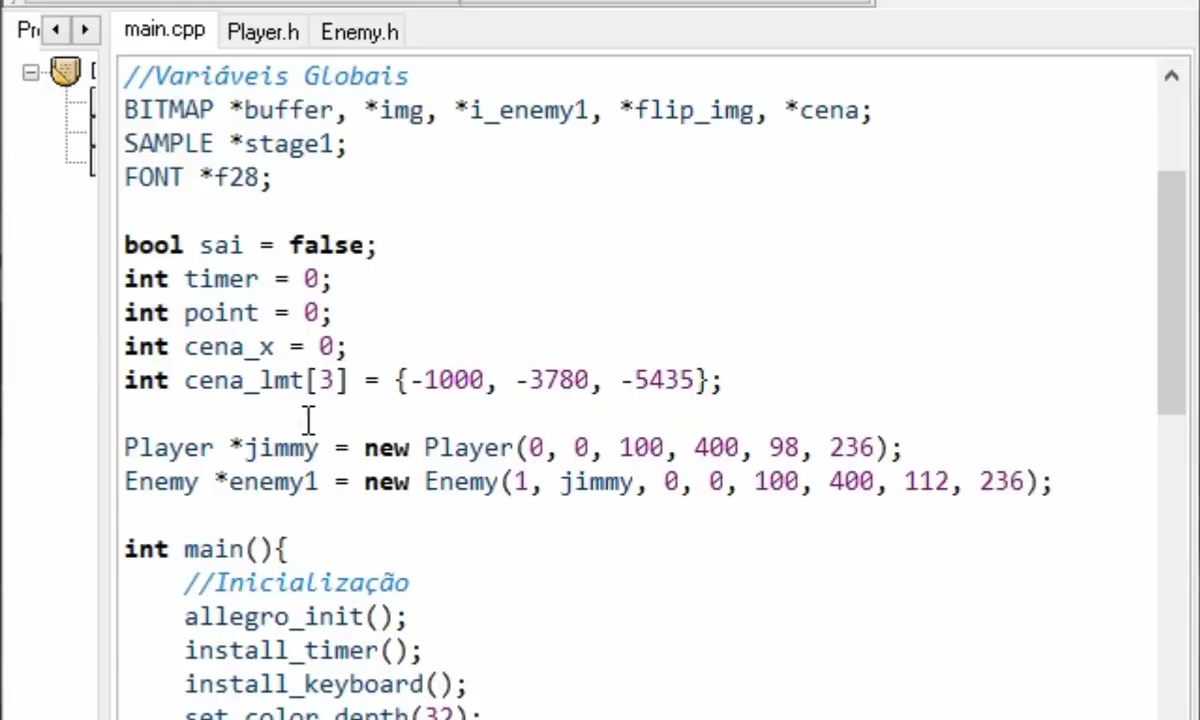 main.cpp Player.h Enemy.h
//Variáveis Globais
BITMAP *buffer, *img, *i_enemy1, *flip_img, *cena;
SAMPLE *stage1;
FONT *f28;
bool sai = false;
int timer = 0;
int point = 0;
int cena_x = 0;
int cena_lmt[3] = {-1000, -3780, -5435};
Player *jimmy = new Player(0, 0, 100, 400, 98, 236);
Enemy *enemy1 = new Enemy(1, jimmy, 0, 0, 100, 400, 112, 236);
int main(){
//Inicialização
allegro_init();
install_timer();
install_keyboard();
set_color_depth(32);